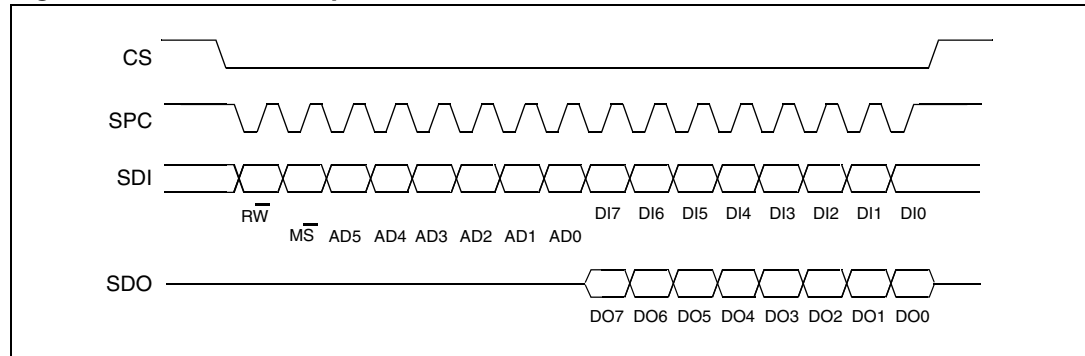 CS
SPC
SDI
RW̅ DI7 DI6 DI5 DI4 DI3 DI2 DI1 DI0
MS̅ AD5 AD4 AD3 AD2 AD1 AD0
SDO
DO7 DO6 DO5 DO4 DO3 DO2 DO1 DO0